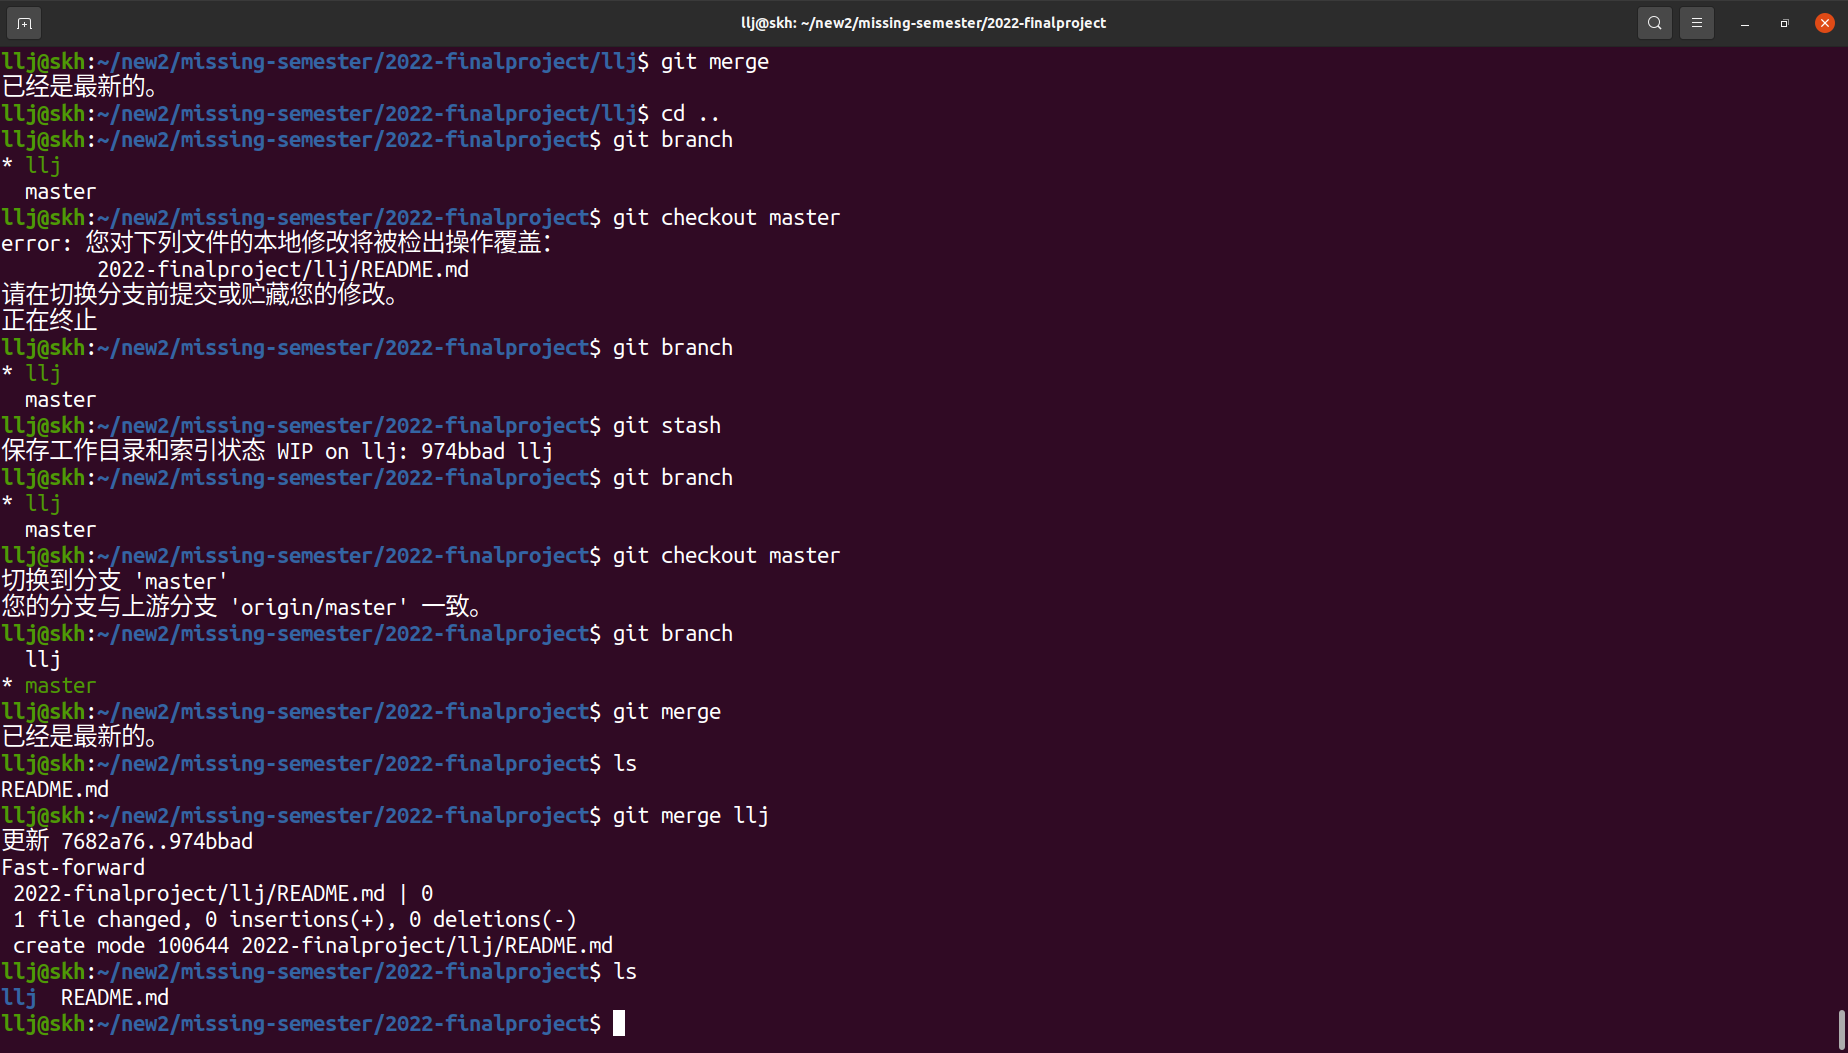 llj@skh: ~/new2/missing-semester/2022-finalproject
llj@skh:~/new2/missing-semester/2022-finalproject/llj$ git merge
已经是最新的。
llj@skh:~/new2/missing-semester/2022-finalproject/llj$ cd ..
llj@skh:~/new2/missing-semester/2022-finalproject$ git branch
* llj
  master
llj@skh:~/new2/missing-semester/2022-finalproject$ git checkout master
error: 您对下列文件的本地修改将被检出操作覆盖：
        2022-finalproject/llj/README.md
请在切换分支前提交或贮藏您的修改。
正在终止
llj@skh:~/new2/missing-semester/2022-finalproject$ git branch
* llj
  master
llj@skh:~/new2/missing-semester/2022-finalproject$ git stash
保存工作目录和索引状态 WIP on llj: 974bbad llj
llj@skh:~/new2/missing-semester/2022-finalproject$ git branch
* llj
  master
llj@skh:~/new2/missing-semester/2022-finalproject$ git checkout master
切换到分支 'master'
您的分支与上游分支 'origin/master' 一致。
llj@skh:~/new2/missing-semester/2022-finalproject$ git branch
  llj
* master
llj@skh:~/new2/missing-semester/2022-finalproject$ git merge
已经是最新的。
llj@skh:~/new2/missing-semester/2022-finalproject$ ls
README.md
llj@skh:~/new2/missing-semester/2022-finalproject$ git merge llj
更新 7682a76..974bbad
Fast-forward
 2022-finalproject/llj/README.md | 0
 1 file changed, 0 insertions(+), 0 deletions(-)
 create mode 100644 2022-finalproject/llj/README.md
llj@skh:~/new2/missing-semester/2022-finalproject$ ls
llj  README.md
llj@skh:~/new2/missing-semester/2022-finalproject$